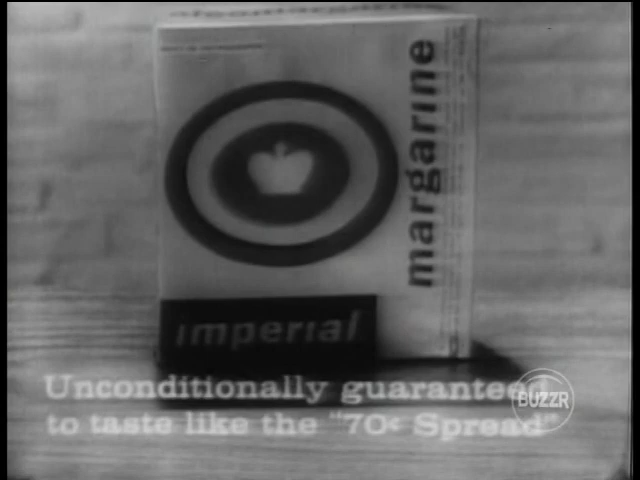 margarine
imperial
Unconditionally guaranteed
to taste like the "70¢ Spread"
BUZZR